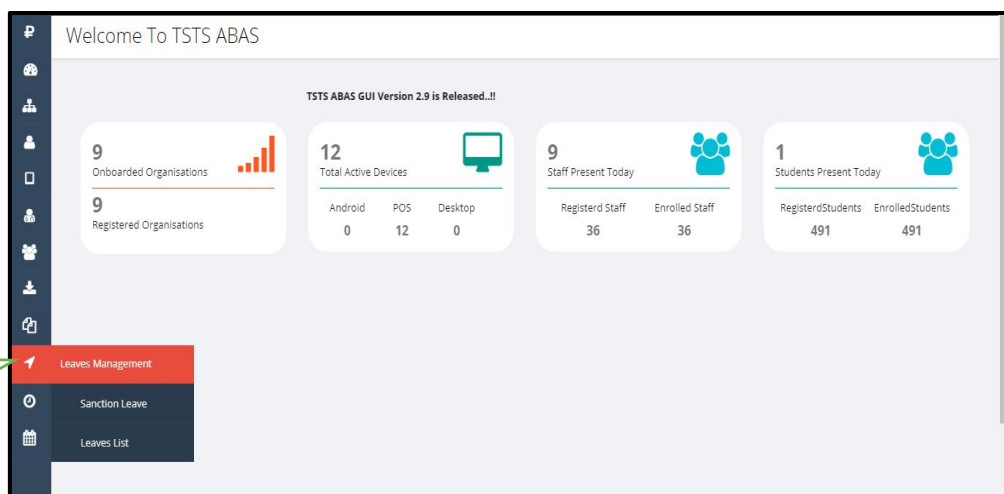 Welcome To TSTS ABAS
TSTS ABAS GUI Version 2.9 is Released..!!
9
Onboarded Organisations
9
Registered Organisations
12
Total Active Devices
Android POS Desktop
0 12 0
9
Staff Present Today
Registerd Staff Enrolled Staff
36 36
1
Students Present Today
RegisterdStudents EnrolledStudents
491 491
Leaves Management
Sanction Leave
Leaves List